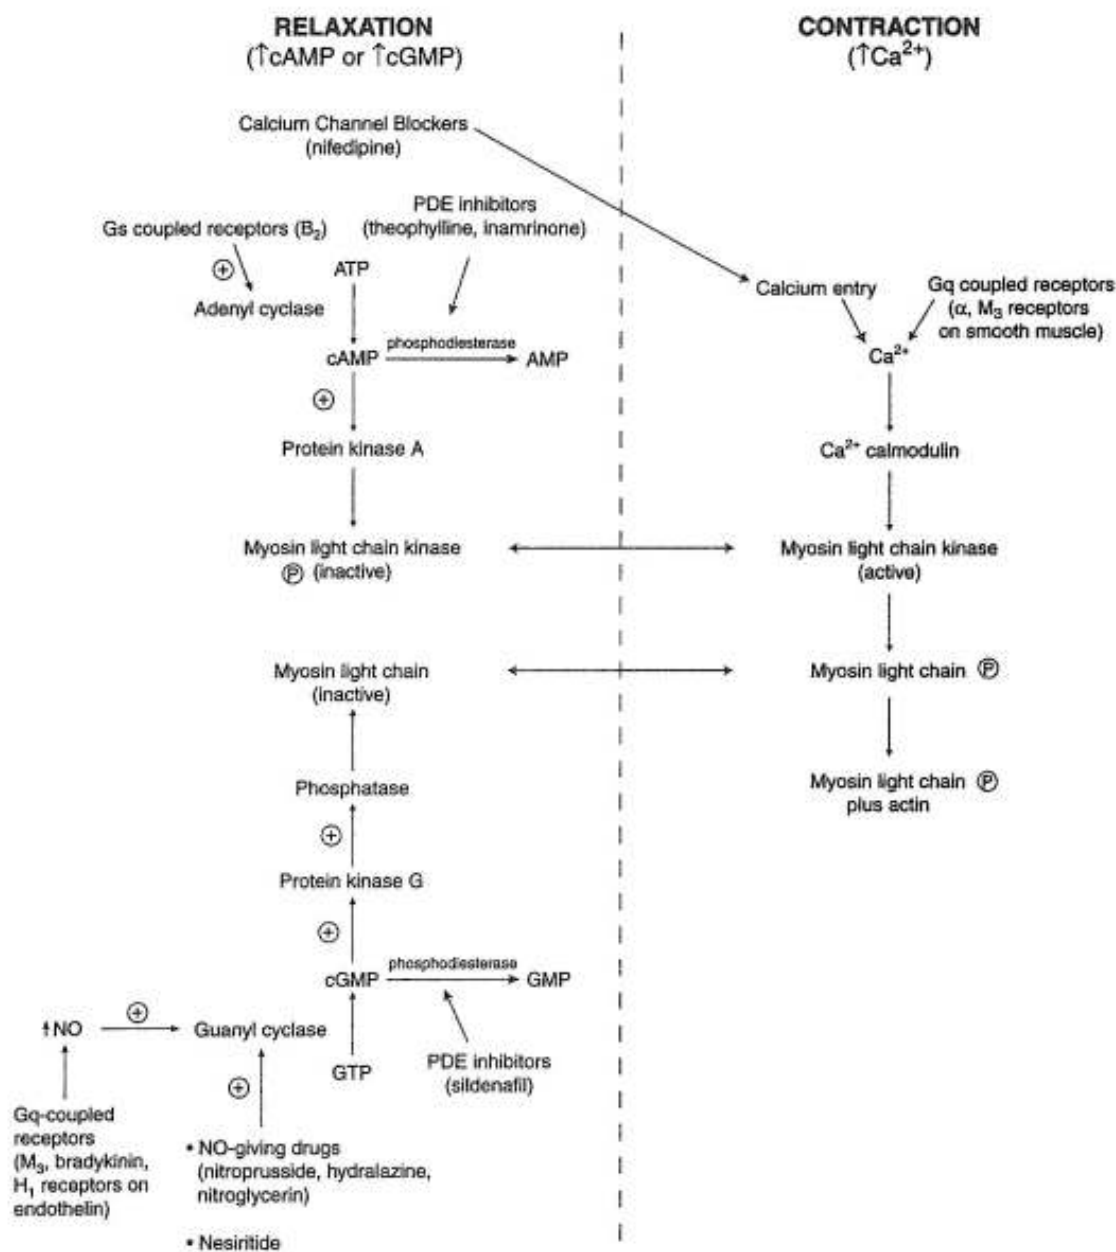 RELAXATION
(↑cAMP or ↑cGMP)
CONTRACTION
(↑Ca²⁺)
Calcium Channel Blockers
(nifedipine)
PDE inhibitors
(theophylline, inamrinone)
Gs coupled receptors (B₂)
+
ATP
Adenyl cyclase
cAMP
phosphodiesterase
AMP
+
Protein kinase A
Myosin light chain kinase
Ⓟ (inactive)
Calcium entry
Gq coupled receptors
(α, M₃ receptors
on smooth muscle)
Ca²⁺
Ca²⁺ calmodulin
Myosin light chain kinase
(active)
Myosin light chain
(inactive)
Myosin light chain Ⓟ
Myosin light chain Ⓟ
plus actin
Phosphatase
+
Protein kinase G
+
cGMP
phosphodiesterase
GMP
↑NO
+
Guanyl cyclase
GTP
PDE inhibitors
(sildenafil)
+
Gq-coupled
receptors
(M₃, bradykinin,
H₁ receptors on
endothelin)
• NO-giving drugs
(nitroprusside, hydralazine,
nitroglycerin)
• Nesiritide